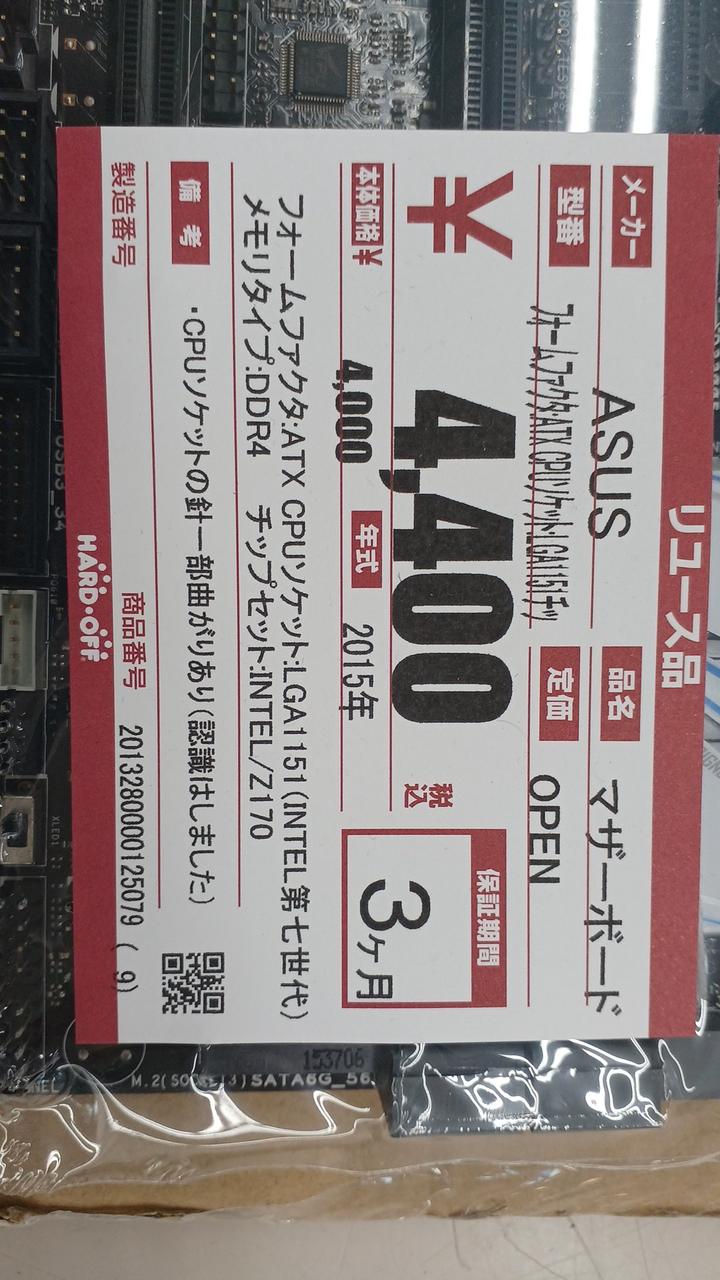 リユース品
メーカー ASUS 品名 マザーボード
型番 フォームファクタ:ATX CPUソケット:LGA1151チッ 定価 OPEN
¥ 4,400 税込
保証期間
3ヶ月
本体価格¥ 4,000 年式 2015年
フォームファクタ:ATX CPUソケット:LGA1151(INTEL 第七世代)
メモリタイプ:DDR4 チップセット:INTEL/Z170
備考 ・CPUソケットの針一部曲がりあり(認識はしました)
製造番号 商品番号 2013280000125079 ( 9)
HARD・OFF
USB3_34
XLED1
153706
M.2(SOCKET3) SATA6G_56